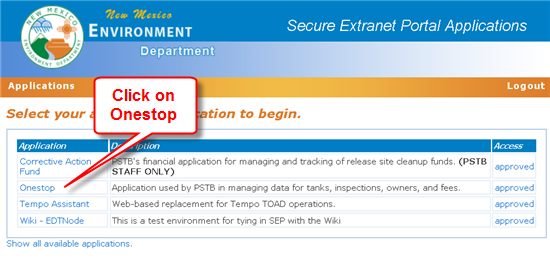 NEW MEXICO
ENVIRONMENT DEPARTMENT
New Mexico
ENVIRONMENT
Department
Secure Extranet Portal Applications
Applications
Logout
Click on
Onestop
Select your a ration to begin.
Application Description Access
Corrective Action Fund PSTB's financial application for managing and tracking of release site cleanup funds. (PSTB approved
STAFF ONLY)
Onestop Application used by PSTB in managing data for tanks, inspections, owners, and fees. approved
Tempo Assistant Web-based replacement for Tempo TOAD operations. approved
Wiki - EDTNode This is a test environment for tying in SEP with the Wiki approved
Show all available applications.